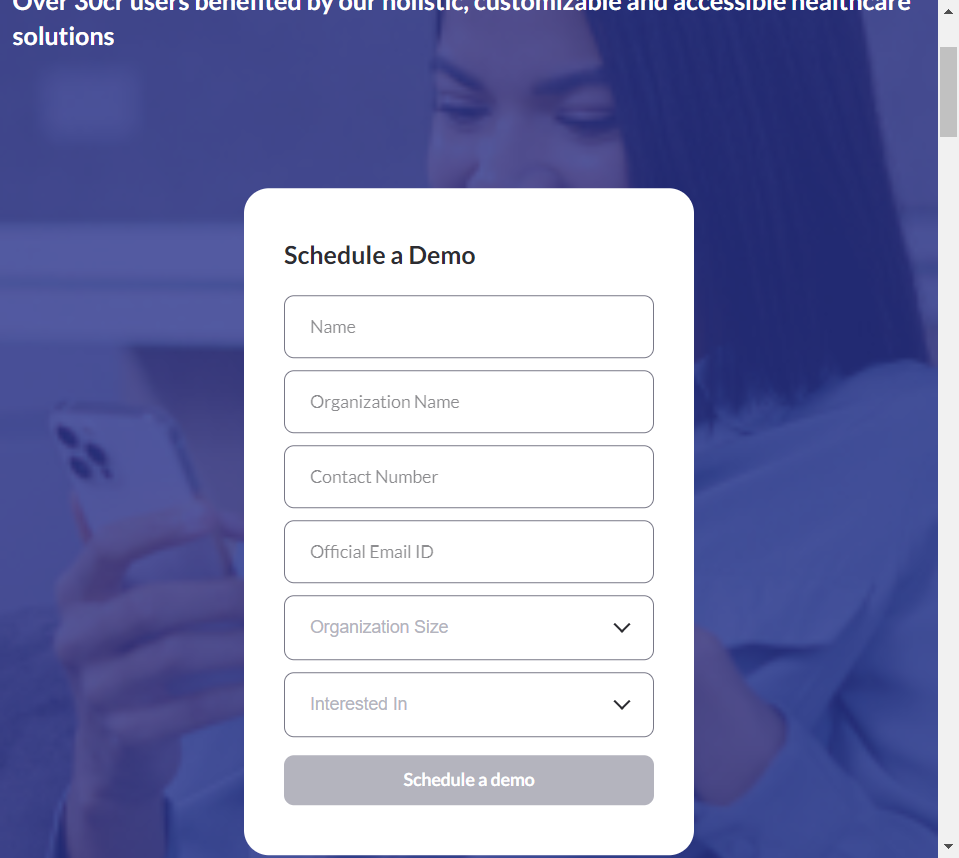 Over 30cr users benefited by our holistic, customizable and accessible healthcare
solutions
Schedule a Demo
Name
Organization Name
Contact Number
Official Email ID
Organization Size
Interested In
Schedule a demo